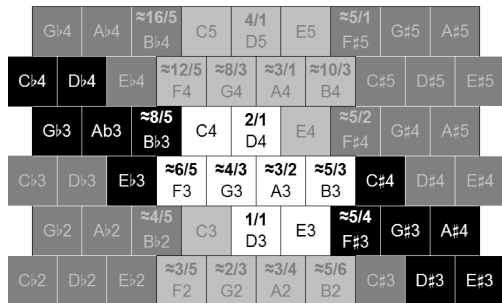 G♭4 A♭4 ≈16/5 B♭4 C5 4/1 D5 E5 ≈5/1 F♯5 G♯5 A♯5
C♭4 D♭4 E♭4 ≈12/5 F4 ≈8/3 G4 ≈3/1 A4 ≈10/3 B4 C♯5 D♯5 E♯5
G♭3 Ab3 ≈8/5 B♭3 C4 2/1 D4 E4 ≈5/2 F♯4 G♯4 A♯5
C♭3 D♭3 E♭3 ≈6/5 F3 ≈4/3 G3 ≈3/2 A3 ≈5/3 B3 C♯4 D♯4 E♯4
G♭2 A♭2 ≈4/5 B♭2 C3 1/1 D3 E3 ≈5/4 F♯3 G♯3 A♯4
C♭2 D♭2 E♭2 ≈3/5 F2 ≈2/3 G2 ≈3/4 A2 ≈5/6 B2 C♯3 D♯3 E♯3